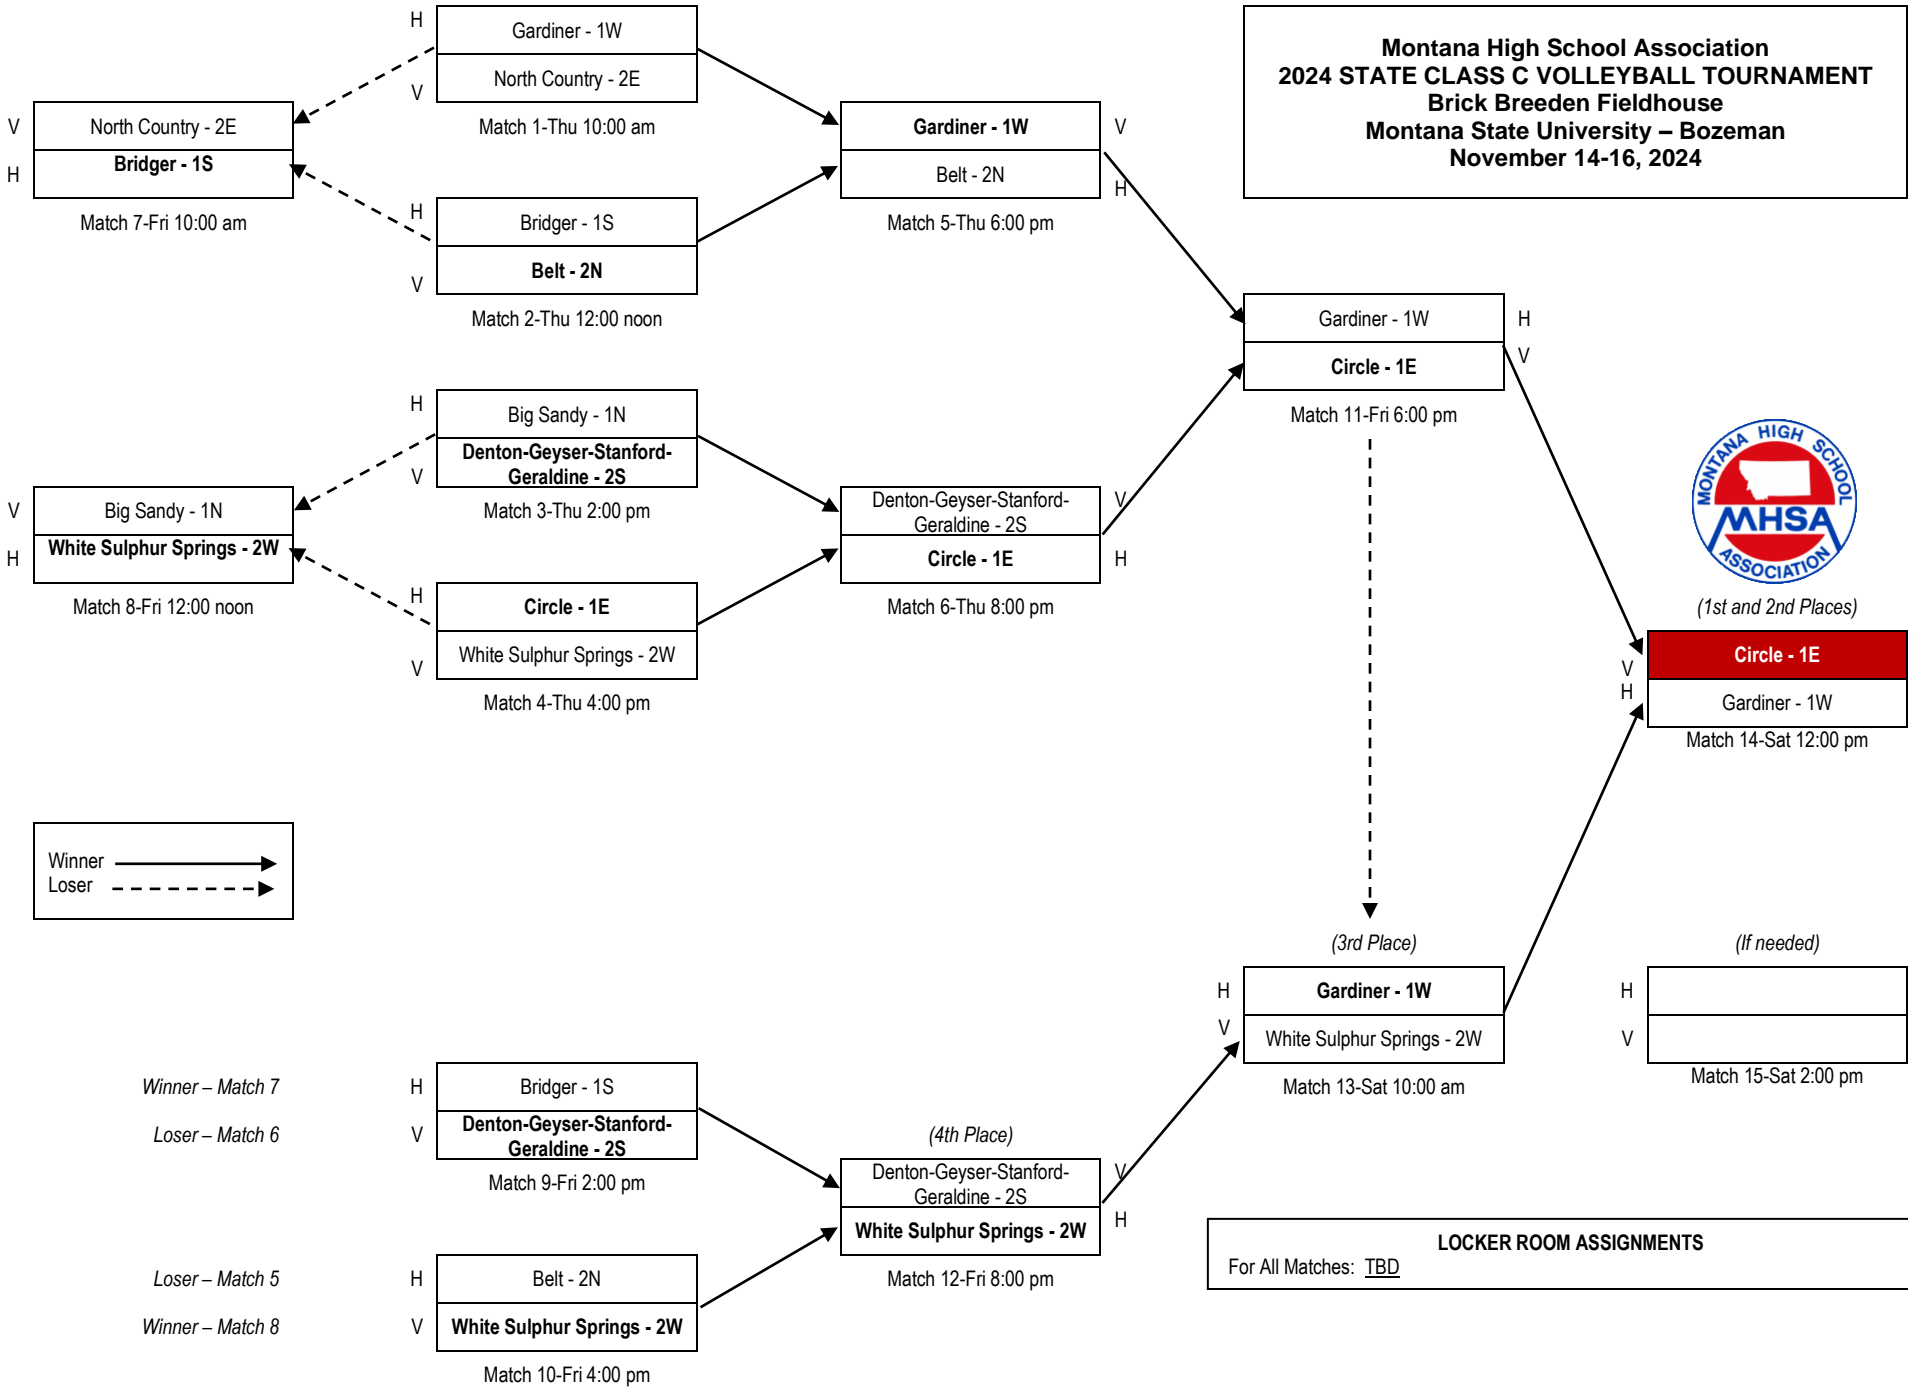 Montana High School Association
2024 STATE CLASS C VOLLEYBALL TOURNAMENT
Brick Breeden Fieldhouse
Montana State University – Bozeman
November 14-16, 2024
H
Gardiner - 1W
V
North Country - 2E
Match 1-Thu 10:00 am
V
North Country - 2E
H
Bridger - 1S
Match 7-Fri 10:00 am
H
Bridger - 1S
V
Belt - 2N
Match 2-Thu 12:00 noon
Gardiner - 1W
V
Belt - 2N
H
Match 5-Thu 6:00 pm
Gardiner - 1W
H
Circle - 1E
V
Match 11-Fri 6:00 pm
H
Big Sandy - 1N
V
Denton-Geyser-Stanford-
Geraldine - 2S
Match 3-Thu 2:00 pm
V
Big Sandy - 1N
H
White Sulphur Springs - 2W
Match 8-Fri 12:00 noon
H
Circle - 1E
V
White Sulphur Springs - 2W
Match 4-Thu 4:00 pm
Denton-Geyser-Stanford-
Geraldine - 2S
V
Circle - 1E
H
Match 6-Thu 8:00 pm
MONTANA HIGH SCHOOL
MHSA
ASSOCIATION
(1st and 2nd Places)
V
Circle - 1E
H
Gardiner - 1W
Match 14-Sat 12:00 pm
Winner
Loser
(3rd Place)
H
Gardiner - 1W
V
White Sulphur Springs - 2W
Match 13-Sat 10:00 am
(If needed)
H
V
Match 15-Sat 2:00 pm
Winner – Match 7
H
Bridger - 1S
Loser – Match 6
V
Denton-Geyser-Stanford-
Geraldine - 2S
Match 9-Fri 2:00 pm
(4th Place)
Denton-Geyser-Stanford-
Geraldine - 2S
V
White Sulphur Springs - 2W
H
Match 12-Fri 8:00 pm
Loser – Match 5
H
Belt - 2N
Winner – Match 8
V
White Sulphur Springs - 2W
Match 10-Fri 4:00 pm
LOCKER ROOM ASSIGNMENTS
For All Matches: TBD